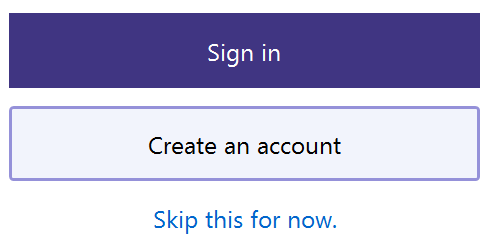 Sign in
Create an account
Skip this for now.